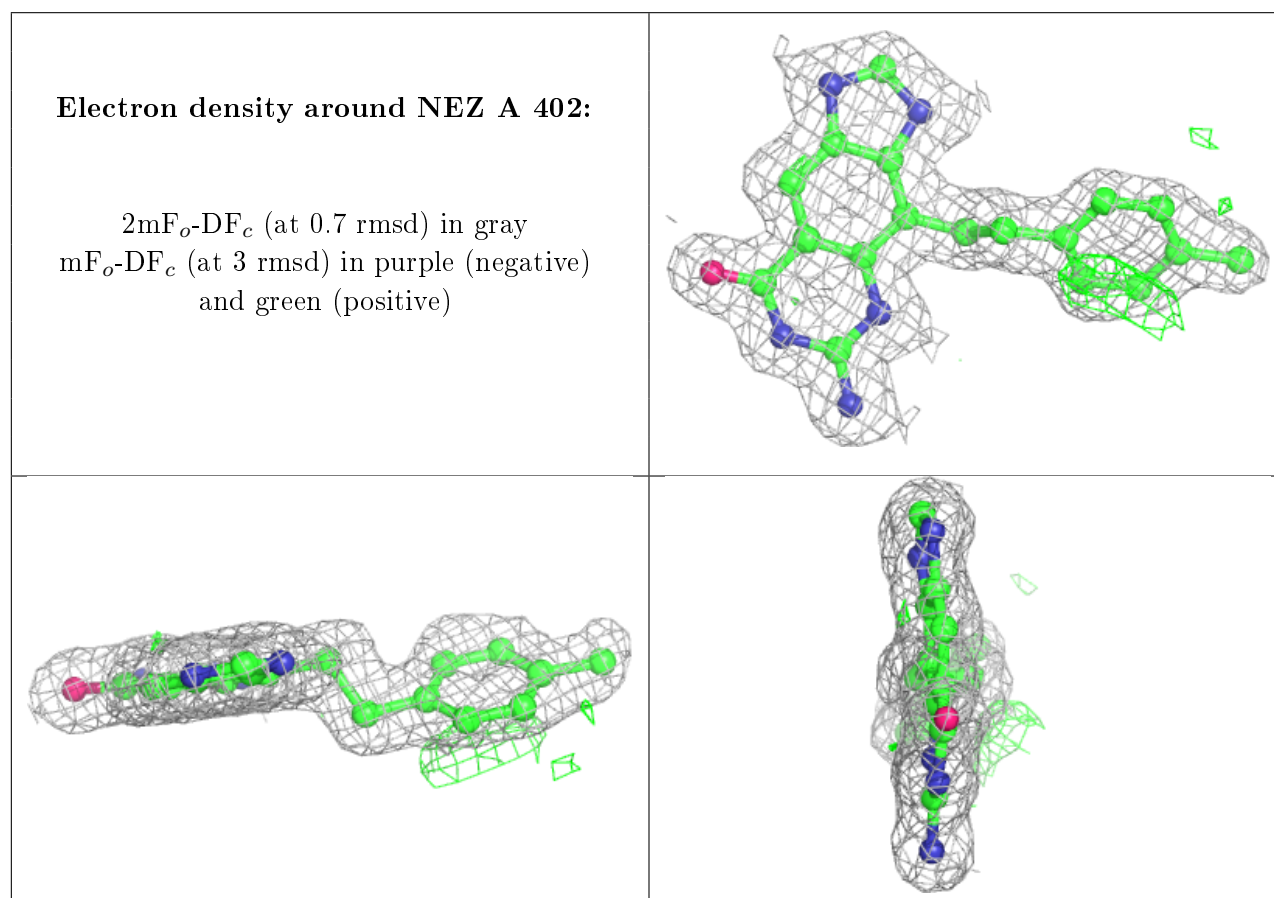 Electron density around NEZ A 402:
2mFo-DFc (at 0.7 rmsd) in gray
mFo-DFc (at 3 rmsd) in purple (negative)
and green (positive)